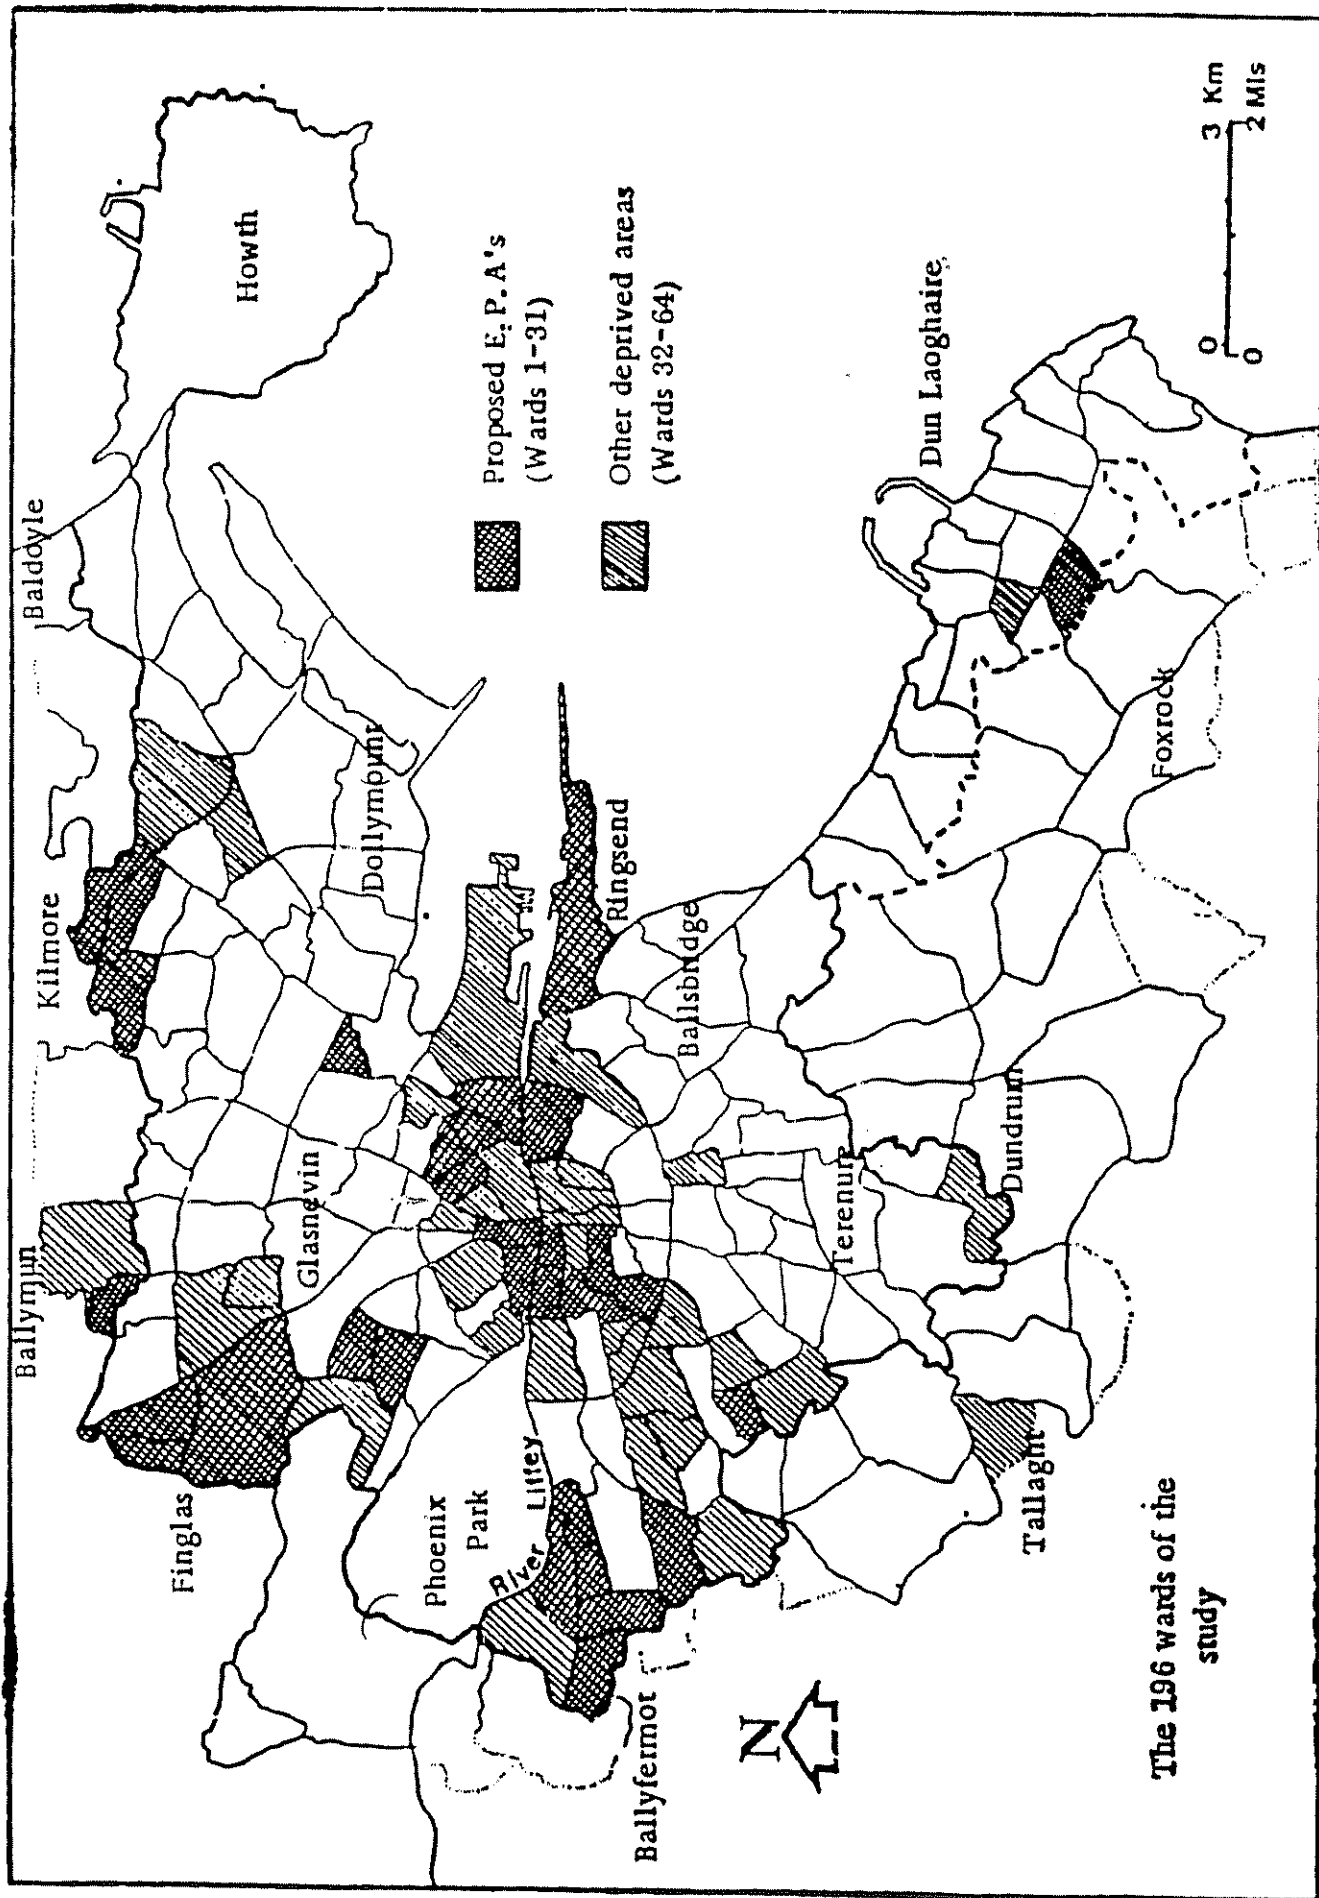 Ballymun
Kilmore
Baldoyle
Finglas
Glasnevin
Dollymount
Howth
Phoenix
Park
River Liffey
Ringsend
Ballyfermot
Ballsbridge
Terenure
Dundrum
Tallaght
Dun Laoghaire
Foxrock
Proposed E.P.A's
(Wards 1-31)
Other deprived areas
(Wards 32-64)
N
The 196 wards of the
study
0 3 Km
0 2 Mls